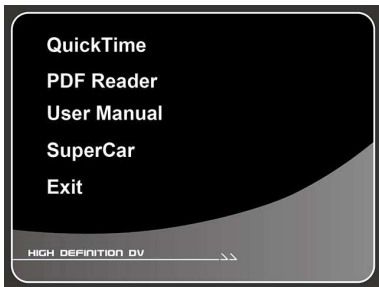 QuickTime
PDF Reader
User Manual
SuperCar
Exit
HIGH DEFINITION DV >>